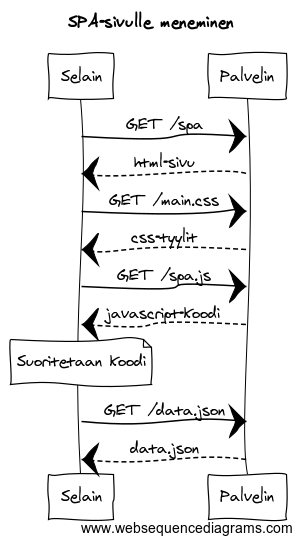 SPA-sivulle meneminen
Selain Palvelin
GET /spa
html-sivu
GET /main.css
css-tyylit
GET /spa.js
javascript-koodi
Suoritetaan koodi
GET /data.json
data.json
Selain Palvelin
www.websequencediagrams.com